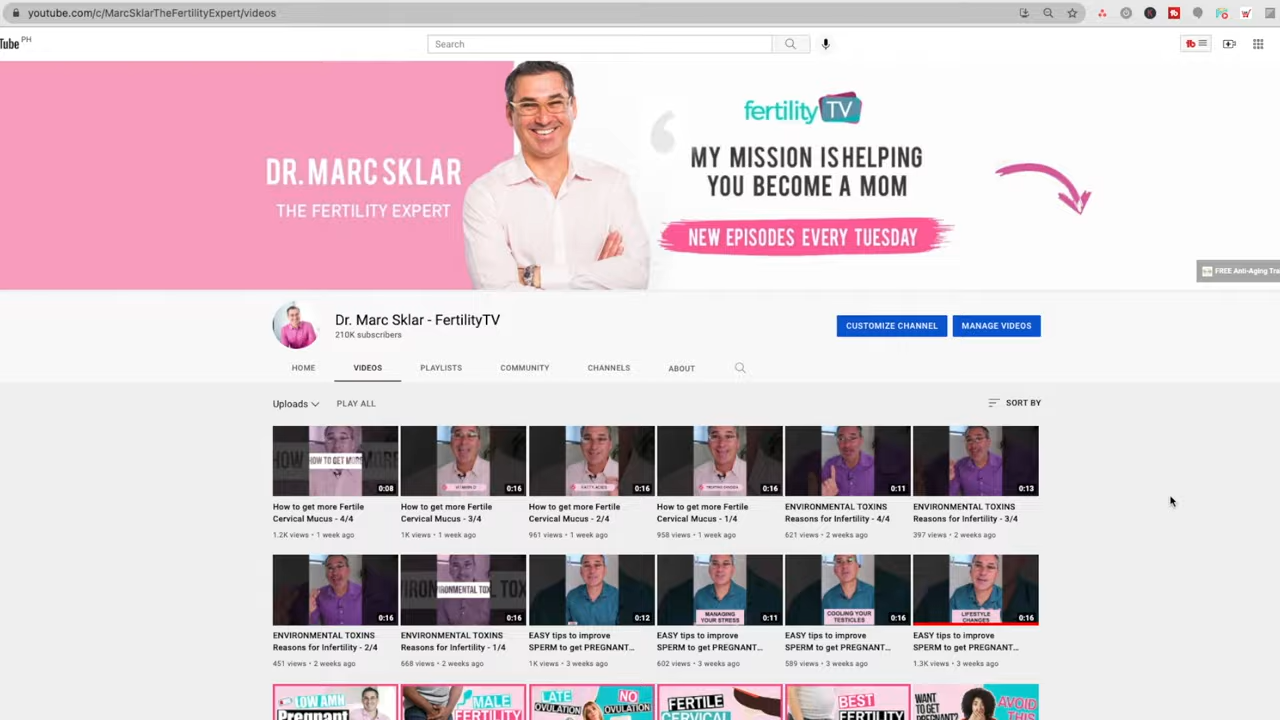 youtube.com/c/MarcSklarTheFertilityExpert/videos
Tube PH
Search
fertility TV
DR. MARC SKLAR
THE FERTILITY EXPERT
MY MISSION IS HELPING
YOU BECOME A MOM
NEW EPISODES EVERY TUESDAY
FREE Anti-Aging Tra
Dr. Marc Sklar - FertilityTV
210K subscribers
CUSTOMIZE CHANNEL
MANAGE VIDEOS
HOME
VIDEOS
PLAYLISTS
COMMUNITY
CHANNELS
ABOUT
Uploads
PLAY ALL
SORT BY
HOW TO GET MORE
0:08
VITAMIN C
0:16
FATTY ACIDS
0:16
0:16
0:11
0:13
How to get more Fertile
Cervical Mucus - 4/4
1.2K views • 1 week ago
How to get more Fertile
Cervical Mucus - 3/4
1K views • 1 week ago
How to get more Fertile
Cervical Mucus - 2/4
961 views • 1 week ago
How to get more Fertile
Cervical Mucus - 1/4
958 views • 1 week ago
ENVIRONMENTAL TOXINS
Reasons for Infertility - 4/4
621 views • 2 weeks ago
ENVIRONMENTAL TOXINS
Reasons for Infertility - 3/4
397 views • 2 weeks ago
0:16
IRONMENTAL TOX
0:16
0:12
MANAGING
YOUR STRESS
0:11
COOLING YOUR
TESTICLES
0:16
LIFESTYLE
CHANGES
0:16
ENVIRONMENTAL TOXINS
Reasons for Infertility - 2/4
451 views • 2 weeks ago
ENVIRONMENTAL TOXINS
Reasons for Infertility - 1/4
668 views • 2 weeks ago
EASY tips to improve
SPERM to get PREGNANT...
1K views • 3 weeks ago
EASY tips to improve
SPERM to get PREGNANT...
602 views • 3 weeks ago
EASY tips to improve
SPERM to get PREGNANT...
589 views • 3 weeks ago
EASY tips to improve
SPERM to get PREGNANT...
1.3K views • 3 weeks ago
LOW AMH
Pregnant
MALE
FERTILITY
LATE
OVULATION
NO
OVULATION
FERTILE
CERVICAL
BEST
FERTILITY
WANT
TO GET
PREGNANT?
AVOID
THIS